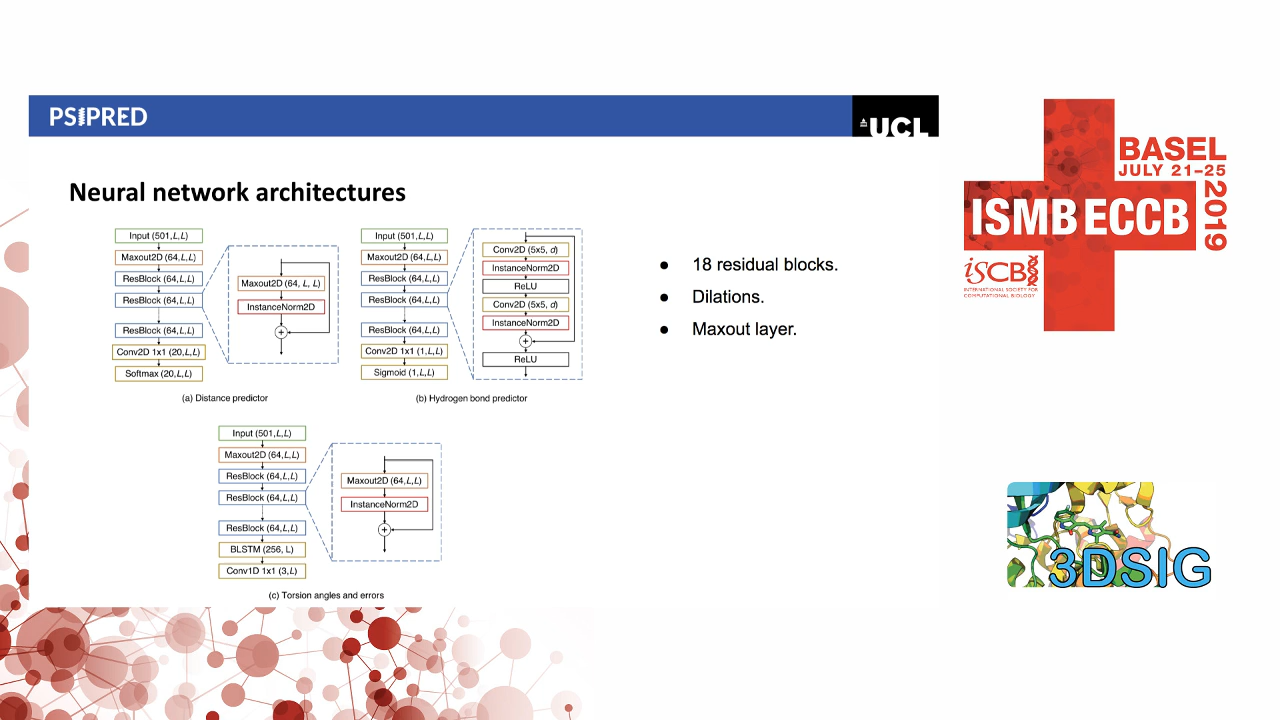 PSIPRED
UCL
Neural network architectures
Input (501,L,L)
Maxout2D (64,L,L)
ResBlock (64,L,L)
ResBlock (64,L,L)
ResBlock (64,L,L)
Conv2D 1x1 (20,L,L)
Softmax (20,L,L)
Maxout2D (64, L, L)
InstanceNorm2D
+
(a) Distance predictor
Input (501,L,L)
Maxout2D (64,L,L)
ResBlock (64,L,L)
ResBlock (64,L,L)
ResBlock (64,L,L)
Conv2D 1x1 (1,L,L)
Sigmoid (1,L,L)
Conv2D (5x5, d)
InstanceNorm2D
ReLU
Conv2D (5x5, d)
InstanceNorm2D
+
ReLU
(b) Hydrogen bond predictor
Input (501,L,L)
Maxout2D (64,L,L)
ResBlock (64,L,L)
ResBlock (64,L,L)
ResBlock (64,L,L)
BLSTM (256, L)
Conv1D 1x1 (3,L)
Maxout2D (64,L,L)
InstanceNorm2D
+
(c) Torsion angles and errors
● 18 residual blocks.
● Dilations.
● Maxout layer.
BASEL
JULY 21–25
2019
ISMB ECCB
ISCB
INTERNATIONAL SOCIETY FOR
COMPUTATIONAL BIOLOGY
3DSIG